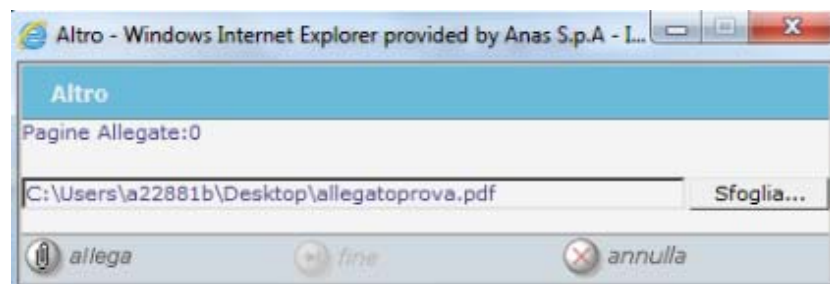 Altro - Windows Internet Explorer provided by Anas S.p.A - I...
Altro
Pagine Allegate:0
C:\Users\a22881b\Desktop\allegatoprova.pdf Sfoglia...
allega fine annulla